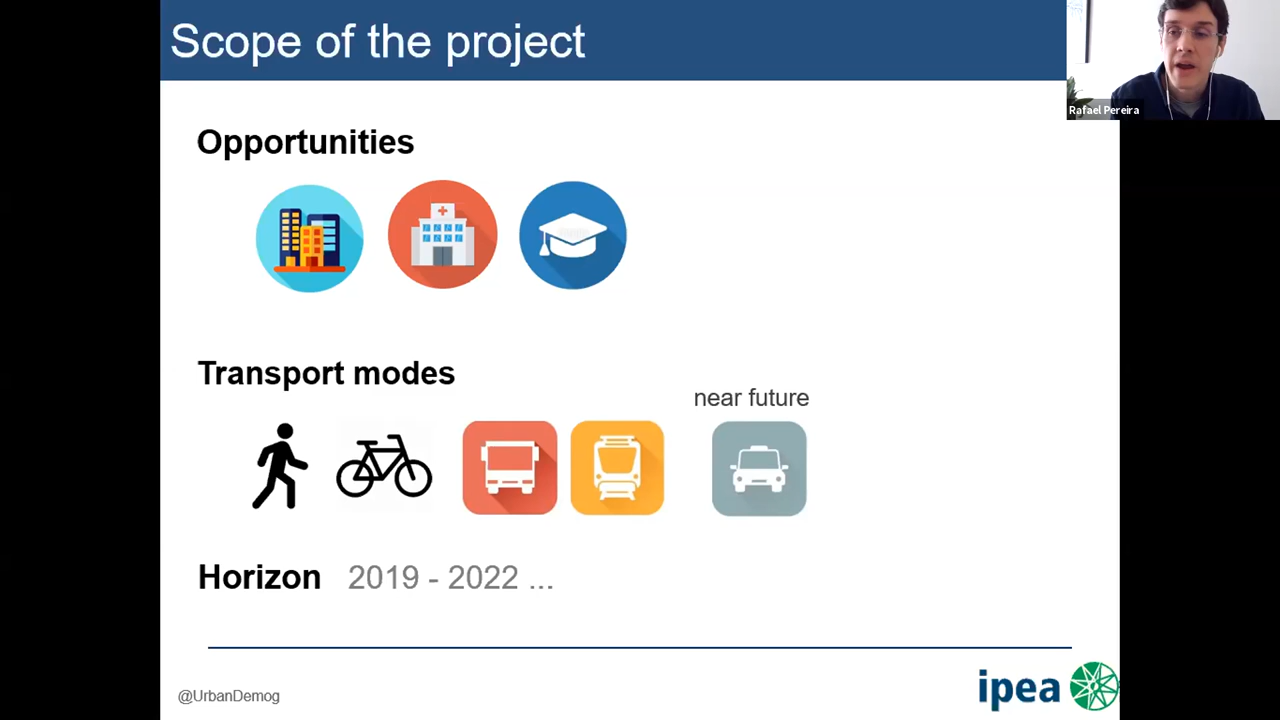 Scope of the project
Rafael Pereira
Opportunities
Transport modes
near future
Horizon 2019 - 2022 ...
@UrbanDemog
ipea